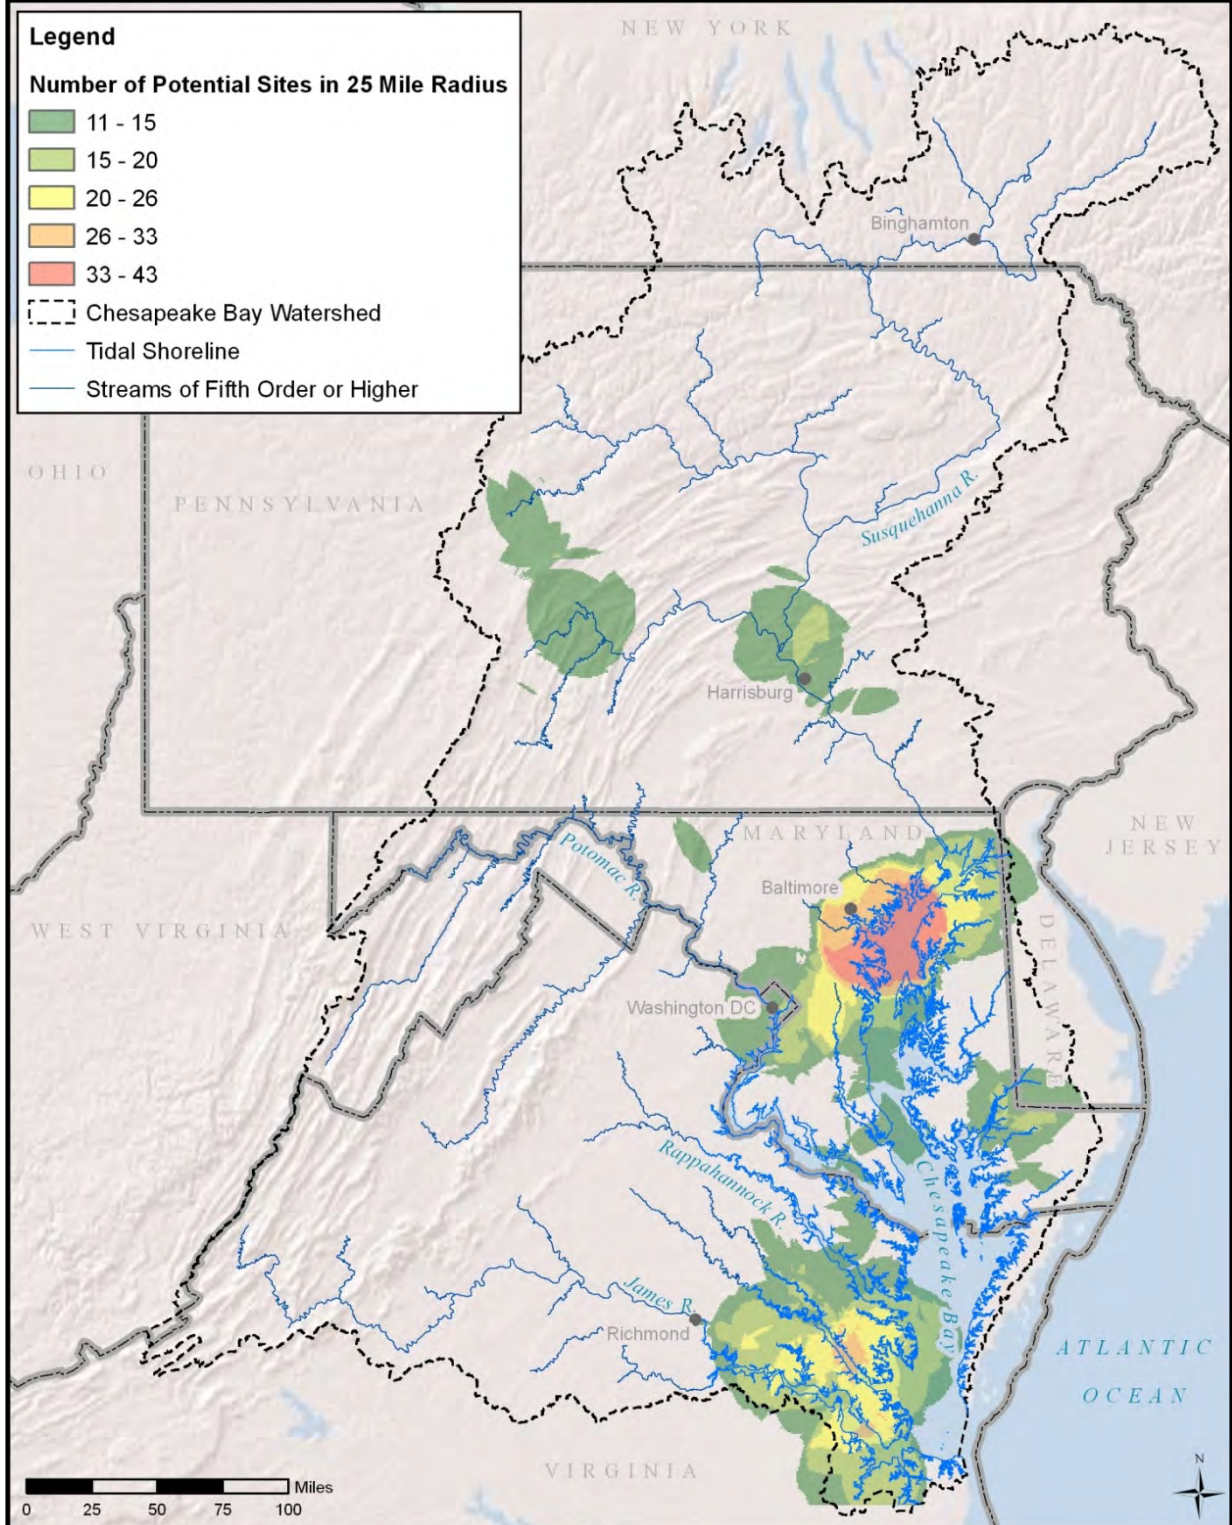 Legend
Number of Potential Sites in 25 Mile Radius
11 - 15
15 - 20
20 - 26
26 - 33
33 - 43
Chesapeake Bay Watershed
Tidal Shoreline
Streams of Fifth Order or Higher
NEW YORK
Binghamton
OHIO
PENNSYLVANIA
Susquehanna R.
Harrisburg
MARYLAND
NEW
JERSEY
Potomac R.
Baltimore
WEST VIRGINIA
DELAWARE
Washington DC
Rappahannock R.
Chesapeake Bay
James R.
Richmond
ATLANTIC
OCEAN
VIRGINIA
N
Miles
0 25 50 75 100